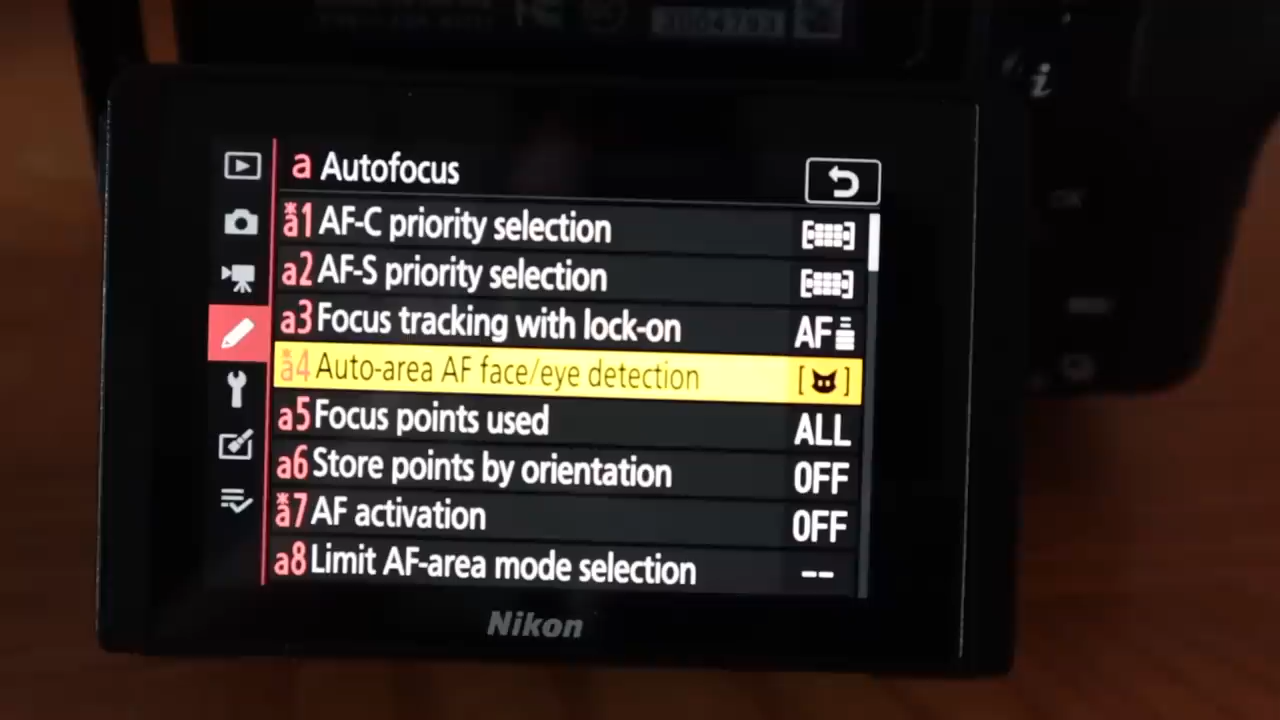 i
a Autofocus
a1 AF-C priority selection
a2 AF-S priority selection
a3 Focus tracking with lock-on AF
a4 Auto-area AF face/eye detection
a5 Focus points used ALL
a6 Store points by orientation OFF
a7 AF activation OFF
a8 Limit AF-area mode selection --
Nikon